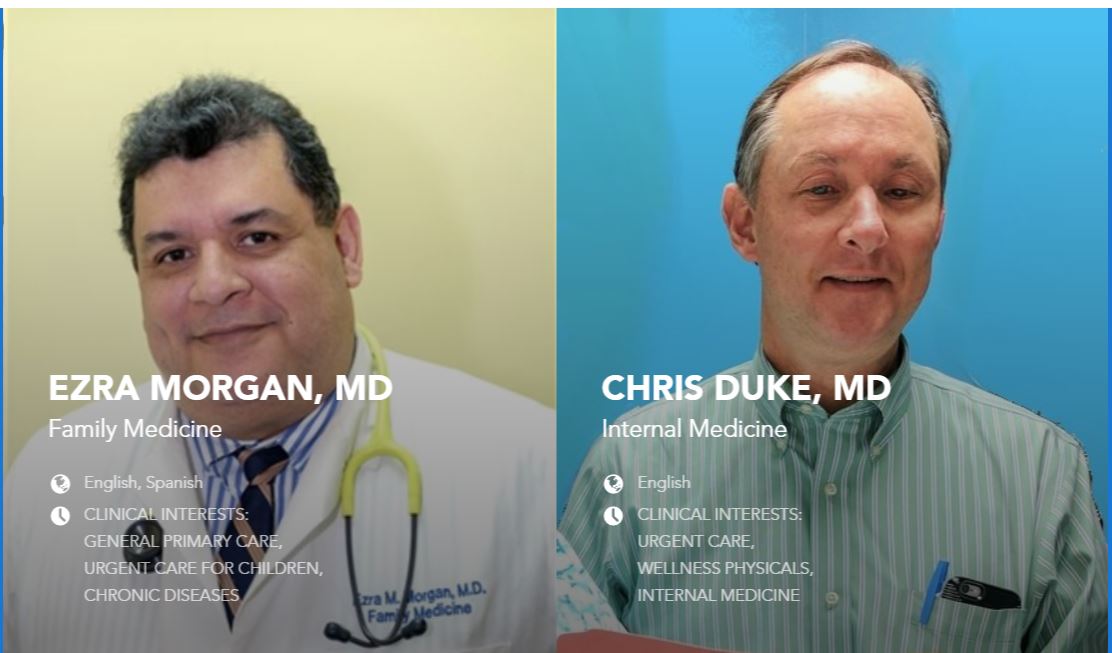 EZRA MORGAN, MD
Family Medicine
English, Spanish
CLINICAL INTERESTS:
GENERAL PRIMARY CARE,
URGENT CARE FOR CHILDREN,
CHRONIC DISEASES
Ezra M. Morgan, M.D.
Family Medicine
CHRIS DUKE, MD
Internal Medicine
English
CLINICAL INTERESTS:
URGENT CARE,
WELLNESS PHYSICALS,
INTERNAL MEDICINE